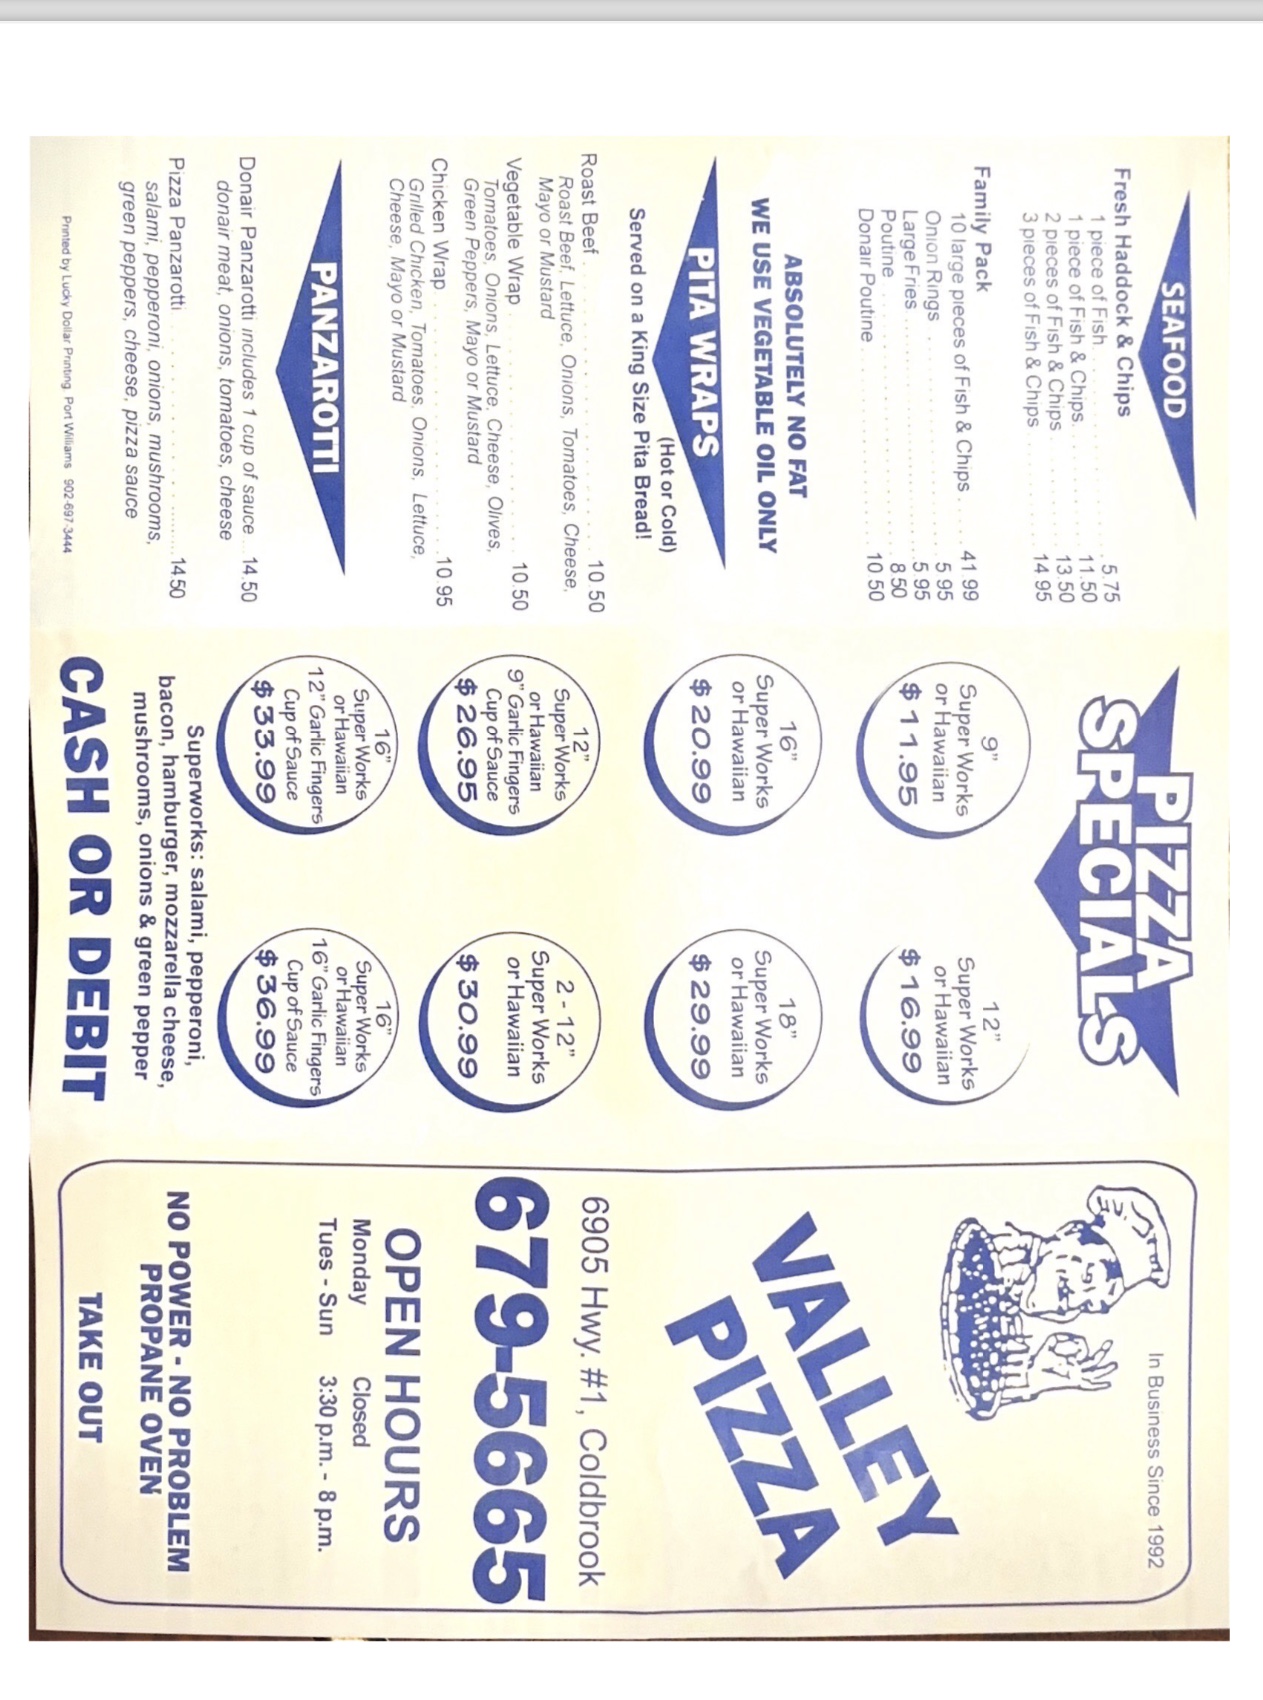 SEAFOOD
Fresh Haddock & Chips
1 piece of Fish . . . . . . . . . . . . . . . . . 5.75
1 piece of Fish & Chips. . . . . . . . . . . . 11.50
2 pieces of Fish & Chips . . . . . . . . . . . 13.50
3 pieces of Fish & Chips . . . . . . . . . . . 14.95
Family Pack
10 large pieces of Fish & Chips . . . . . 41.99
Onion Rings . . . . . . . . . . . . . . . . . 5.95
Large Fries . . . . . . . . . . . . . . . . . 5.95
Poutine . . . . . . . . . . . . . . . . . . . 8.50
Donair Poutine . . . . . . . . . . . . . . . 10.50
ABSOLUTELY NO FAT
WE USE VEGETABLE OIL ONLY
PITA WRAPS
(Hot or Cold)
Served on a King Size Pita Bread!
Roast Beef . . . . . . . . . . . . . . . . . 10.50
Roast Beef, Lettuce, Onions, Tomatoes, Cheese,
Mayo or Mustard
Vegetable Wrap . . . . . . . . . . . . . . . 10.50
Tomatoes, Onions, Lettuce, Cheese, Olives,
Green Peppers, Mayo or Mustard
Chicken Wrap . . . . . . . . . . . . . . . . 10.95
Grilled Chicken, Tomatoes, Onions, Lettuce,
Cheese, Mayo or Mustard
PANZAROTTI
Donair Panzarotti includes 1 cup of sauce . . 14.50
donair meat, onions, tomatoes, cheese
Pizza Panzarotti . . . . . . . . . . . . . . 14.50
salami, pepperoni, onions, mushrooms,
green peppers, cheese, pizza sauce
Printed by Lucky Dollar Printing Port Williams 902-697-3444
PIZZA
SPECIALS
9"
Super Works
or Hawaiian
$11.95
12"
Super Works
or Hawaiian
$16.99
16"
Super Works
or Hawaiian
$20.99
18"
Super Works
or Hawaiian
$29.99
12"
Super Works
or Hawaiian
9" Garlic Fingers
Cup of Sauce
$26.95
2 - 12"
Super Works
or Hawaiian
$30.99
16"
Super Works
or Hawaiian
12" Garlic Fingers
Cup of Sauce
$33.99
16"
Super Works
or Hawaiian
16" Garlic Fingers
Cup of Sauce
$36.99
Superworks: salami, pepperoni,
bacon, hamburger, mozzarella cheese,
mushrooms, onions & green pepper
CASH OR DEBIT
In Business Since 1992
VALLEY
PIZZA
6905 Hwy. #1, Coldbrook
679-5665
OPEN HOURS
Monday Closed
Tues - Sun 3:30 p.m. - 8 p.m.
NO POWER - NO PROBLEM
PROPANE OVEN
TAKE OUT